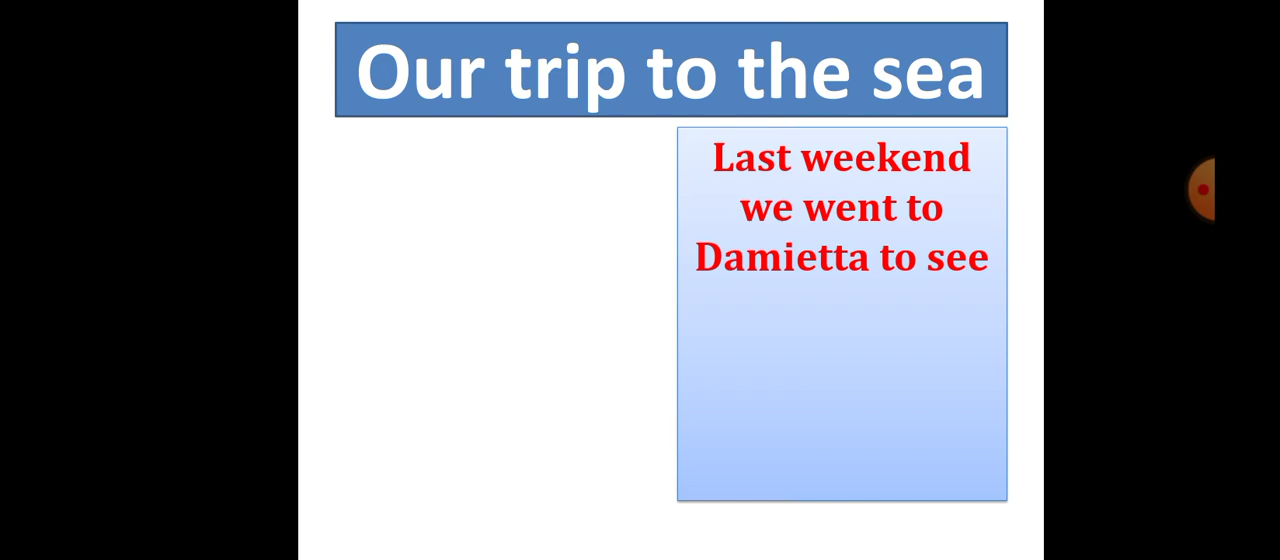 Our trip to the sea
Last weekend
we went to
Damietta to see